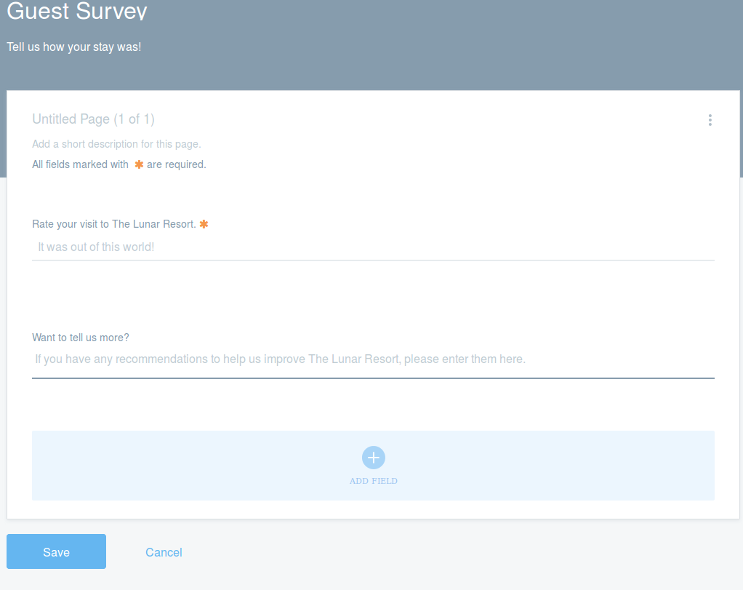 Guest Survey
Tell us how your stay was!
Untitled Page (1 of 1)
Add a short description for this page.
All fields marked with ✱ are required.
Rate your visit to The Lunar Resort. ✱
It was out of this world!
Want to tell us more?
If you have any recommendations to help us improve The Lunar Resort, please enter them here.
ADD FIELD
Save Cancel